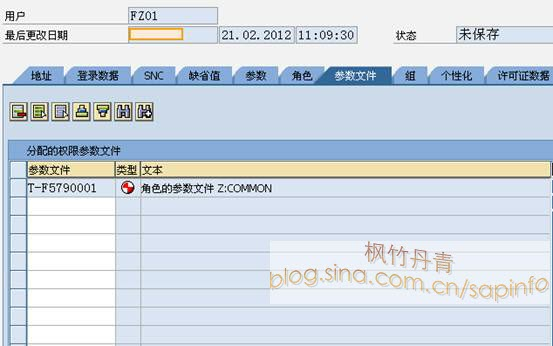 用户 FZ01
最后更改日期 21.02.2012 11:09:30 状态 未保存
地址 登录数据 SNC 缺省值 参数 角色 参数文件 组 个性化 许可证数据
分配的权限参数文件
参数文件 类型 文本
T-F5790001 角色的参数文件 Z:COMMON
枫竹丹青
blog.sina.com.cn/sapinfo